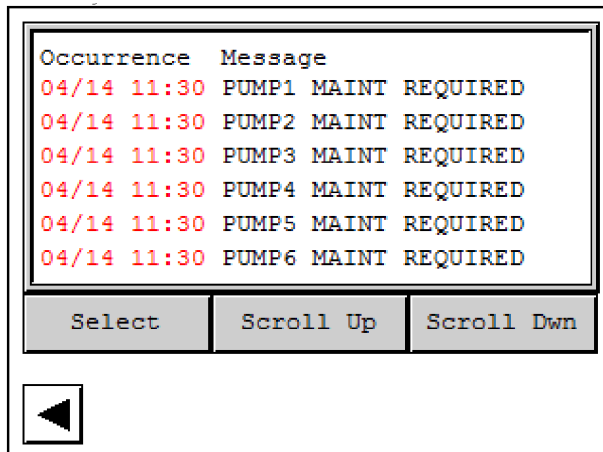 Occurrence Message
04/14 11:30 PUMP1 MAINT REQUIRED
04/14 11:30 PUMP2 MAINT REQUIRED
04/14 11:30 PUMP3 MAINT REQUIRED
04/14 11:30 PUMP4 MAINT REQUIRED
04/14 11:30 PUMP5 MAINT REQUIRED
04/14 11:30 PUMP6 MAINT REQUIRED
Select Scroll Up Scroll Dwn